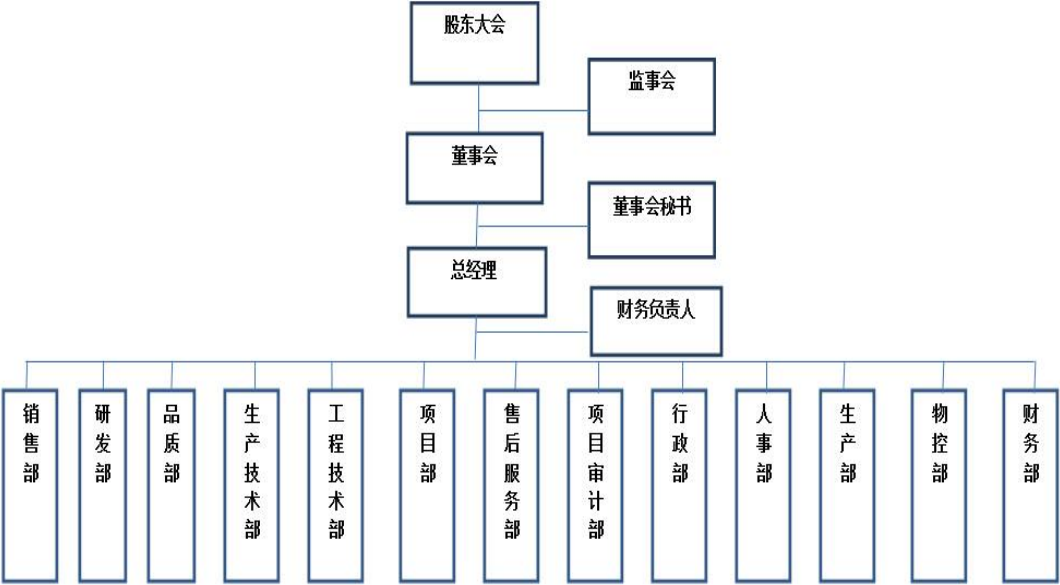 股东大会
监事会
董事会
董事会秘书
总经理
财务负责人
销售部
研发部
品质部
生产技术部
工程技术部
项目部
售后服务部
项目审计部
行政部
人事部
生产部
物控部
财务部